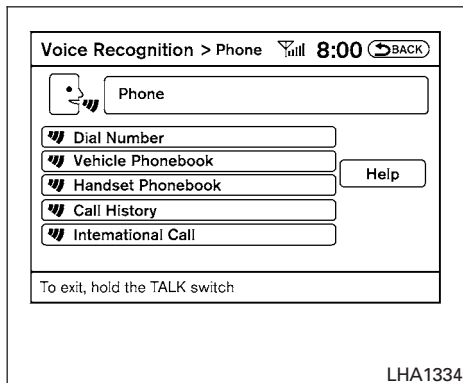 Voice Recognition > Phone 8:00 BACK
Phone
Dial Number
Vehicle Phonebook
Handset Phonebook
Help
Call History
International Call
To exit, hold the TALK switch
LHA1334